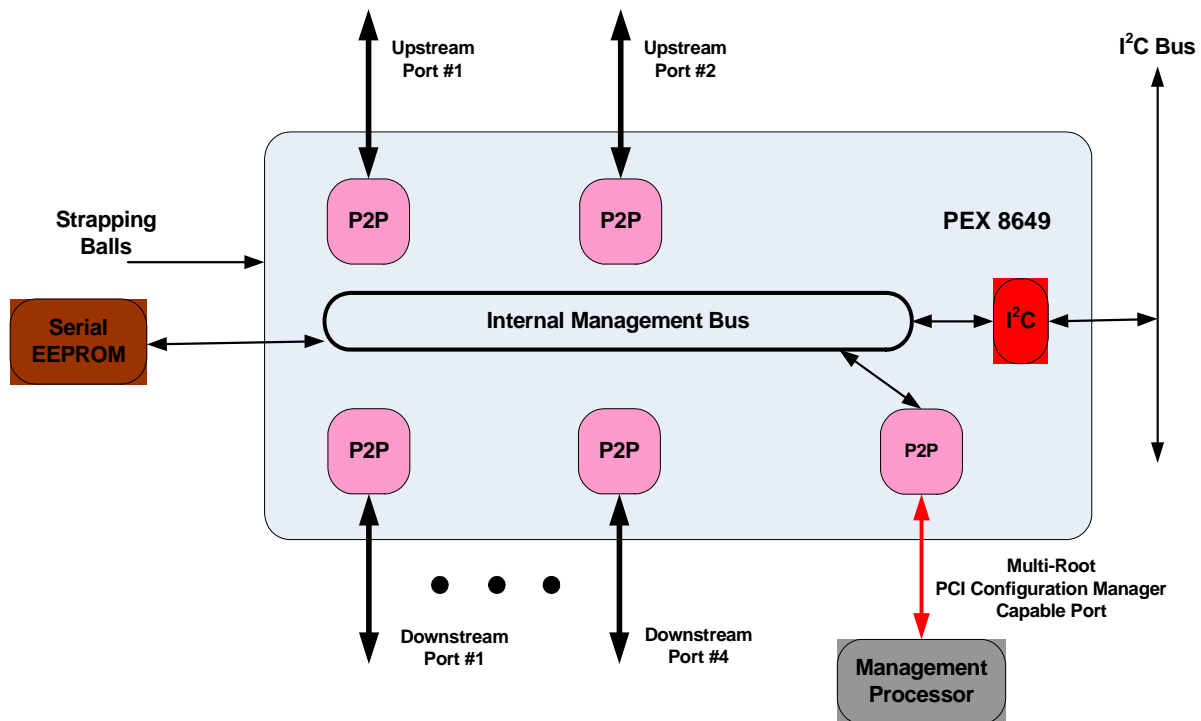 Upstream
Port #1
Upstream
Port #2
I²C Bus
P2P
P2P
PEX 8649
Strapping
Balls
Serial
EEPROM
Internal Management Bus
I²C
P2P
P2P
P2P
Multi-Root
PCI Configuration Manager
Capable Port
Downstream
Port #1
Downstream
Port #4
Management
Processor